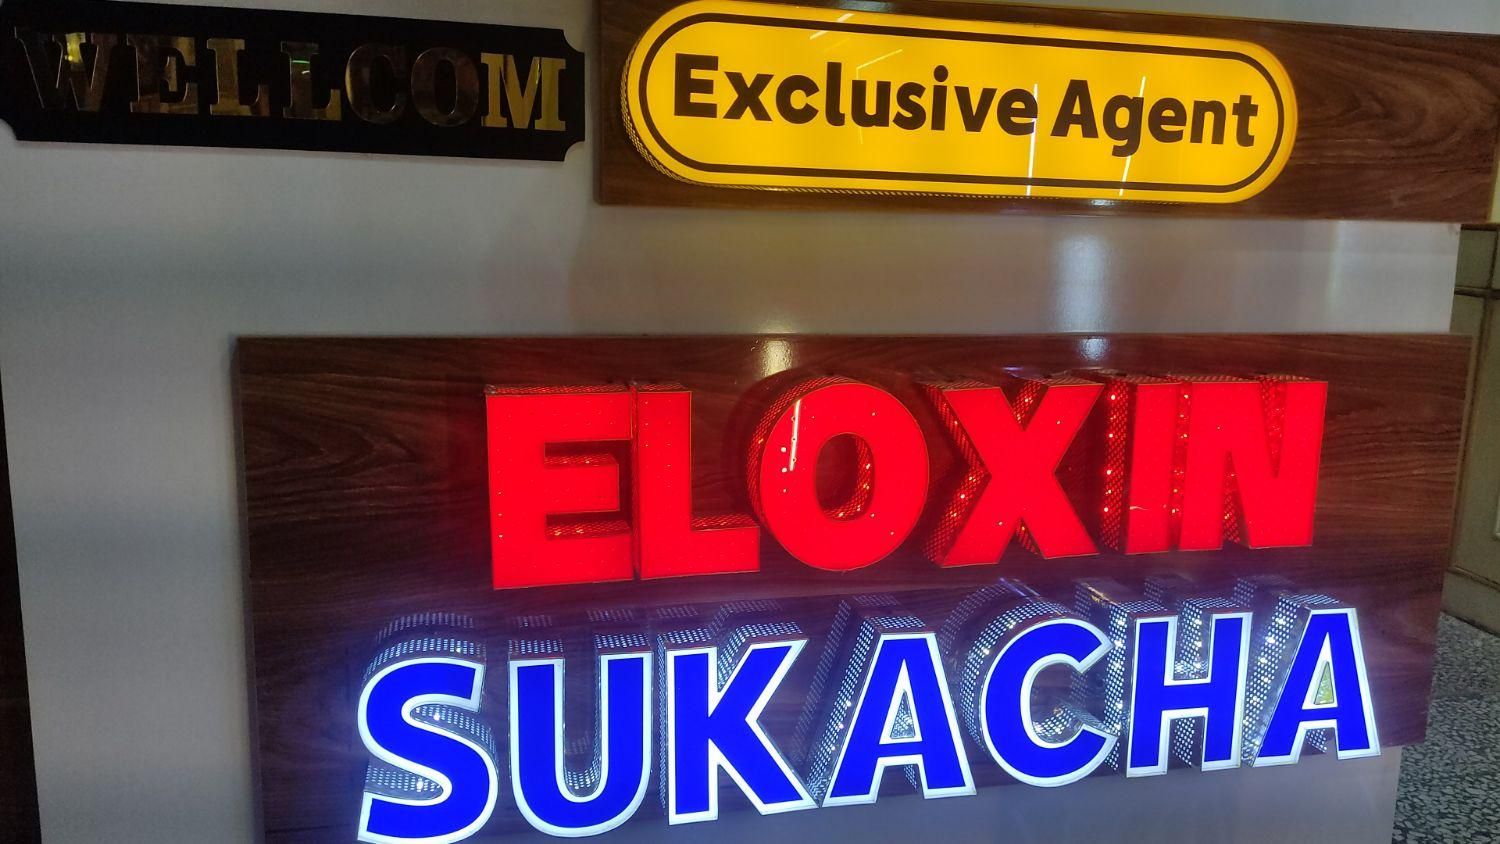 WELLCOM
Exclusive Agent
ELOXIN
SUKACHA